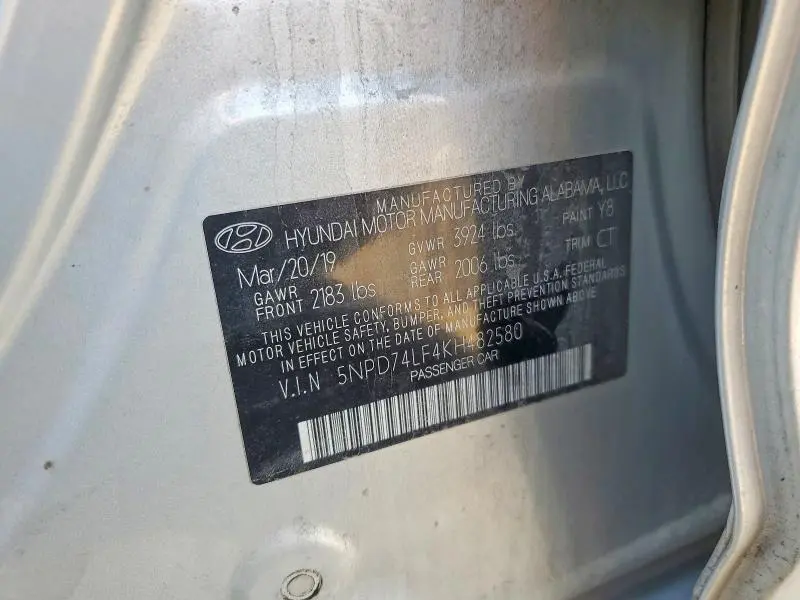 MANUFACTURED BY
HYUNDAI MOTOR MANUFACTURING ALABAMA, LLC
Mar/20/19 GVWR 3924 lbs. PAINT Y8
GAWR FRONT 2183 lbs GAWR REAR 2006 lbs. TRIM CT
THIS VEHICLE CONFORMS TO ALL APPLICABLE U.S.A. FEDERAL
MOTOR VEHICLE SAFETY, BUMPER, AND THEFT PREVENTION STANDARDS
IN EFFECT ON THE DATE OF MANUFACTURE SHOWN ABOVE
V.I.N 5NPD74LF4KH482580
PASSENGER CAR